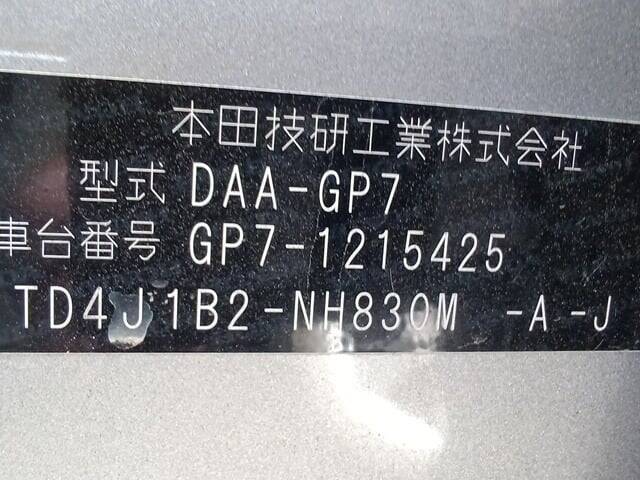 本田技研工業株式会社
型式 DAA-GP7
車台番号 GP7-1215425
TD4J1B2-NH830M -A-J